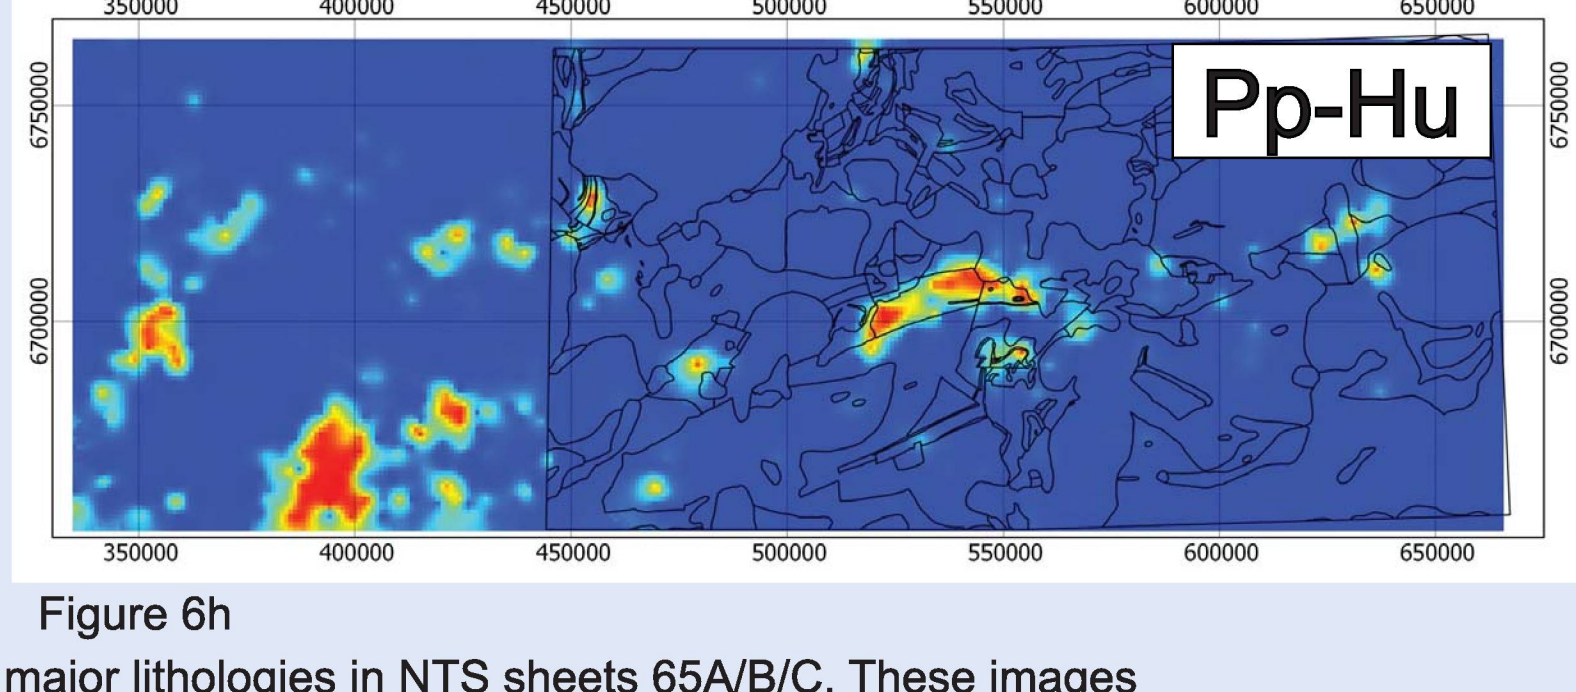 350000 400000 450000 500000 550000 600000 650000
6750000 6750000
Pp-Hu
6700000 6700000
350000 400000 450000 500000 550000 600000 650000
Figure 6h
major lithologies in NTS sheets 65A/B/C. These images